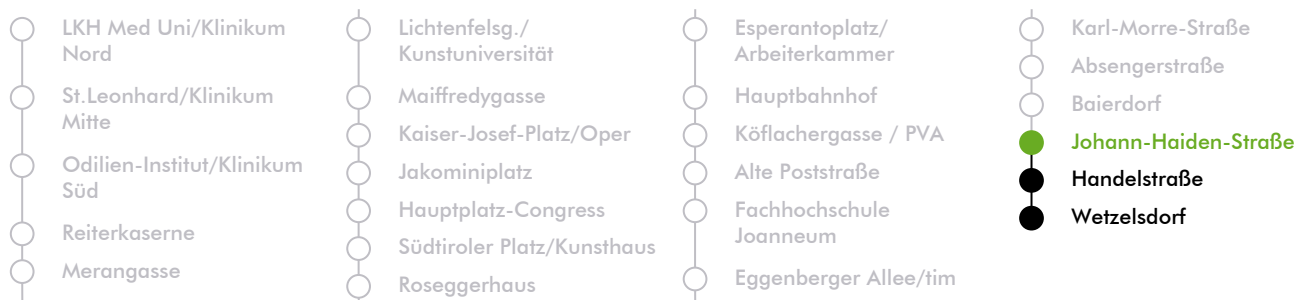 LKH Med Uni/Klinikum
Nord
St.Leonhard/Klinikum
Mitte
Odilien-Institut/Klinikum
Süd
Reiterkaserne
Merangasse
Lichtenfelsg./
Kunstuniversität
Maiffredygasse
Kaiser-Josef-Platz/Oper
Jakominiplatz
Hauptplatz-Congress
Südtiroler Platz/Kunsthaus
Roseggerhaus
Esperantoplatz/
Arbeiterkammer
Hauptbahnhof
Köflachergasse / PVA
Alte Poststraße
Fachhochschule
Joanneum
Eggenberger Allee/tim
Karl-Morre-Straße
Absengerstraße
Baierdorf
Johann-Haiden-Straße
Handelstraße
Wetzelsdorf